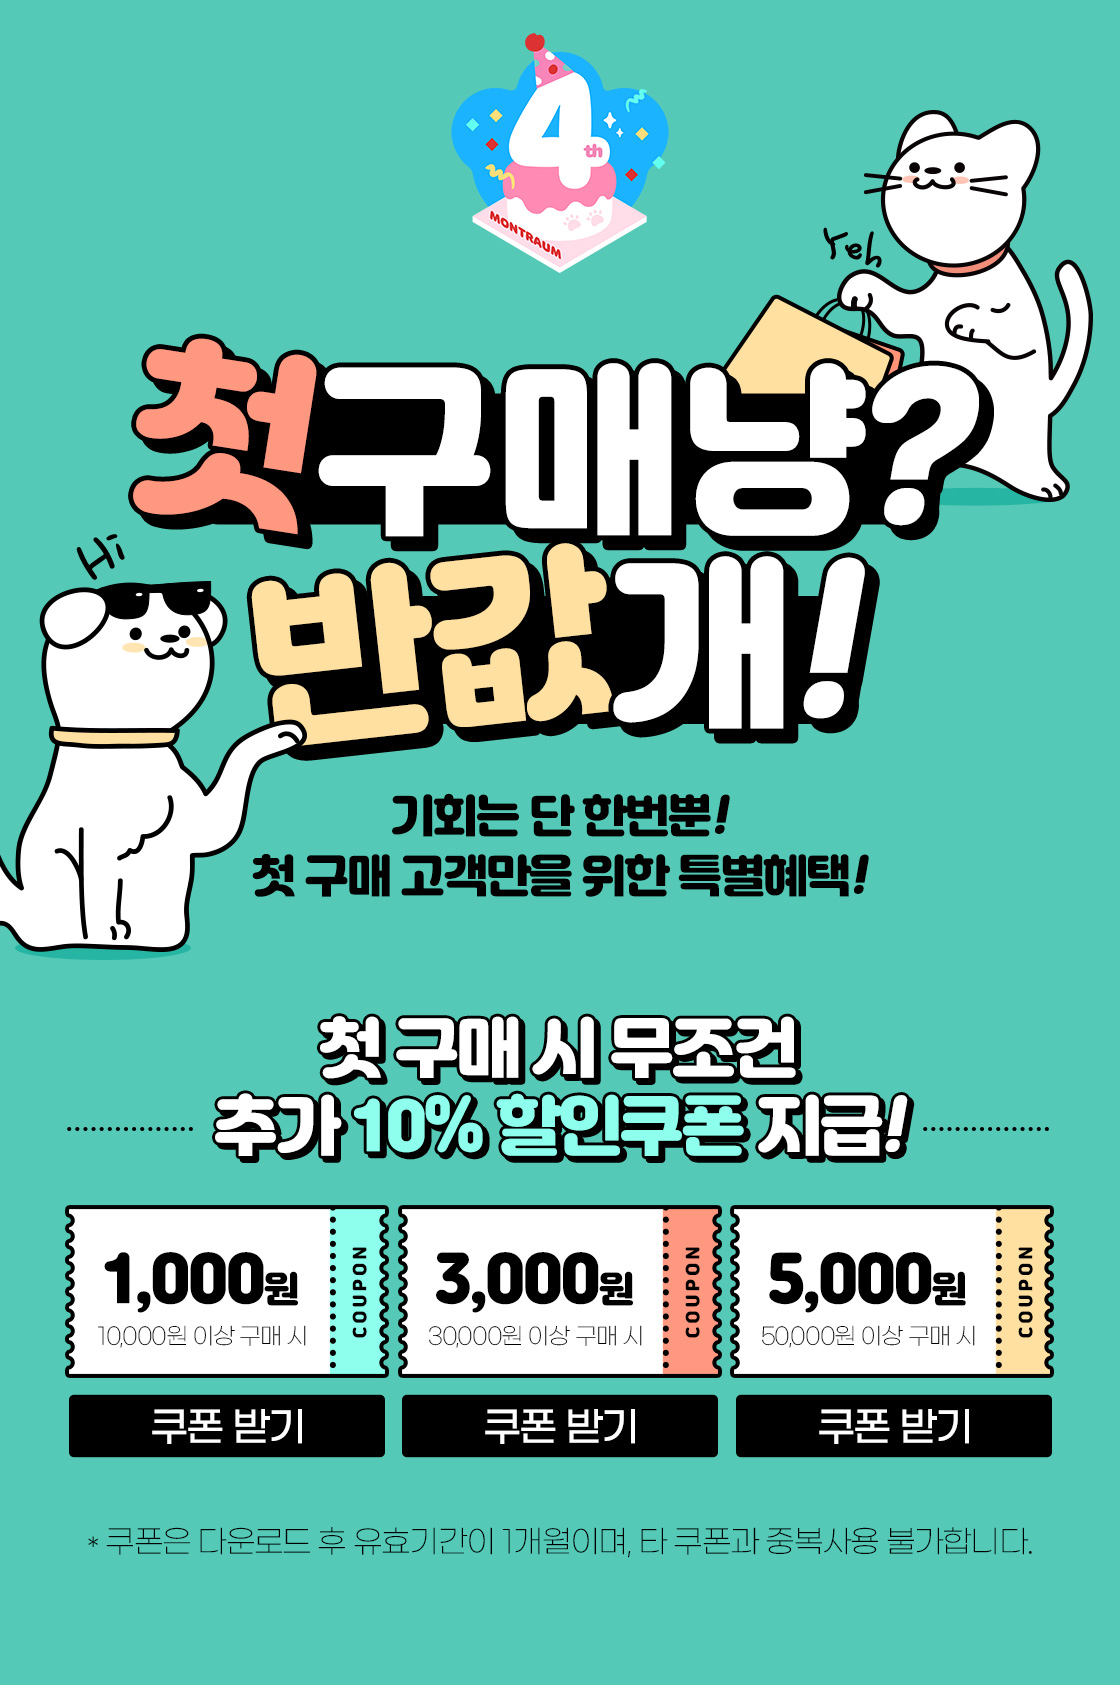 4th
MONTRAUM
Yeh
첫구매냥?
Hi
반값개!
기회는 단 한번뿐!
첫 구매 고객만을 위한 특별혜택!
첫 구매 시 무조건
추가 10% 할인쿠폰 지급!
1,000원
10,000원 이상 구매 시
COUPON
3,000원
30,000원 이상 구매 시
COUPON
5,000원
50,000원 이상 구매 시
COUPON
쿠폰 받기
쿠폰 받기
쿠폰 받기
* 쿠폰은 다운로드 후 유효기간이 1개월이며, 타 쿠폰과 중복사용 불가합니다.